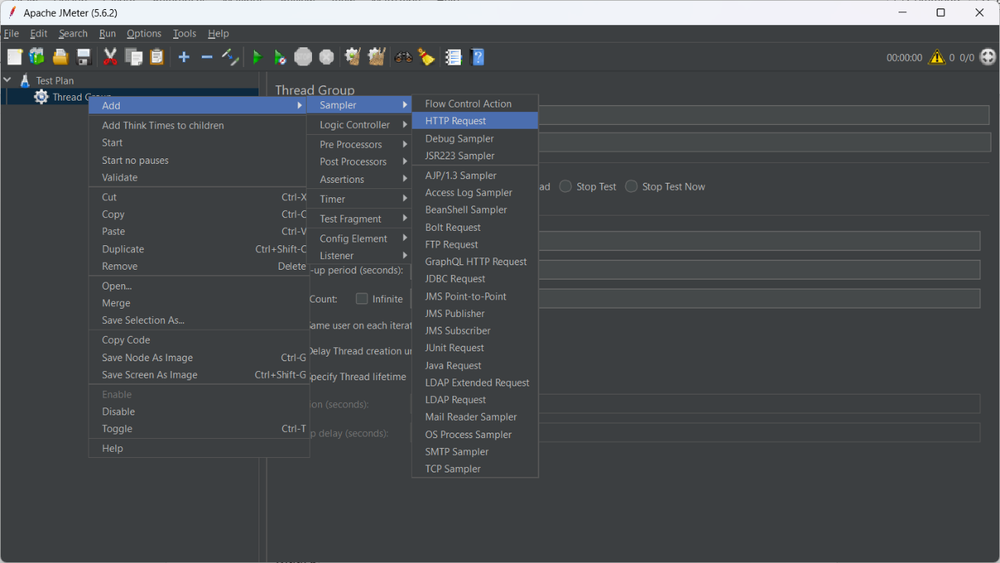 Apache JMeter (5.6.2)
File Edit Search Run Options Tools Help
00:00:00 0 0/0
Test Plan
Thread
Thread Group
Add
Add Think Times to children
Start
Start no pauses
Validate
Cut Ctrl-X
Copy Ctrl-C
Paste Ctrl-V
Duplicate Ctrl+Shift-C
Remove Delete
Open...
Merge
Save Selection As...
Copy Code
Save Node As Image Ctrl-G
Save Screen As Image Ctrl+Shift-G
Enable
Disable
Toggle Ctrl-T
Help
Sampler
Logic Controller
Pre Processors
Post Processors
Assertions
Timer
Test Fragment
Config Element
Listener
Flow Control Action
HTTP Request
Debug Sampler
JSR223 Sampler
AJP/1.3 Sampler
Access Log Sampler
BeanShell Sampler
Bolt Request
FTP Request
GraphQL HTTP Request
JDBC Request
JMS Point-to-Point
JMS Publisher
JMS Subscriber
JUnit Request
Java Request
LDAP Extended Request
LDAP Request
Mail Reader Sampler
OS Process Sampler
SMTP Sampler
TCP Sampler
ad Stop Test Stop Test Now
-up period (seconds):
Count: Infinite
ame user on each iterat
Delay Thread creation un
pecify Thread lifetime
ion (seconds):
p delay (seconds):